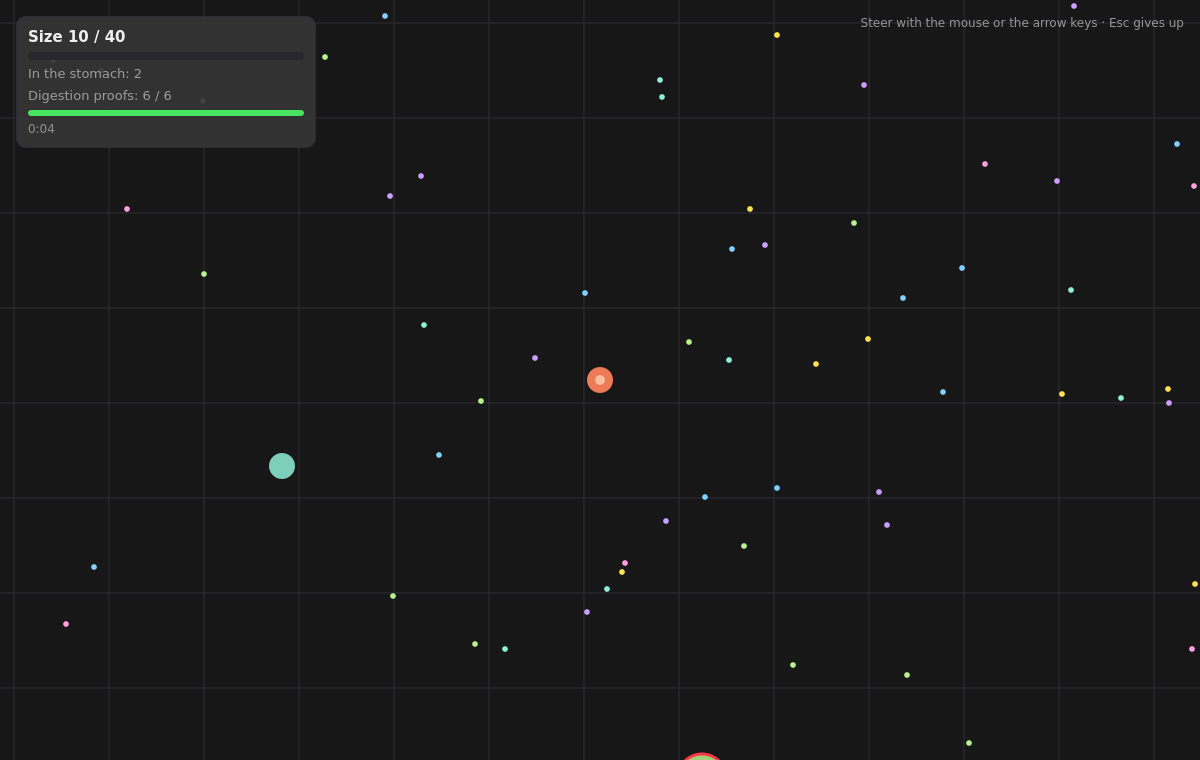 Size 10 / 40
Steer with the mouse or the arrow keys · Esc gives up
In the stomach: 2
Digestion proofs: 6 / 6
0:04